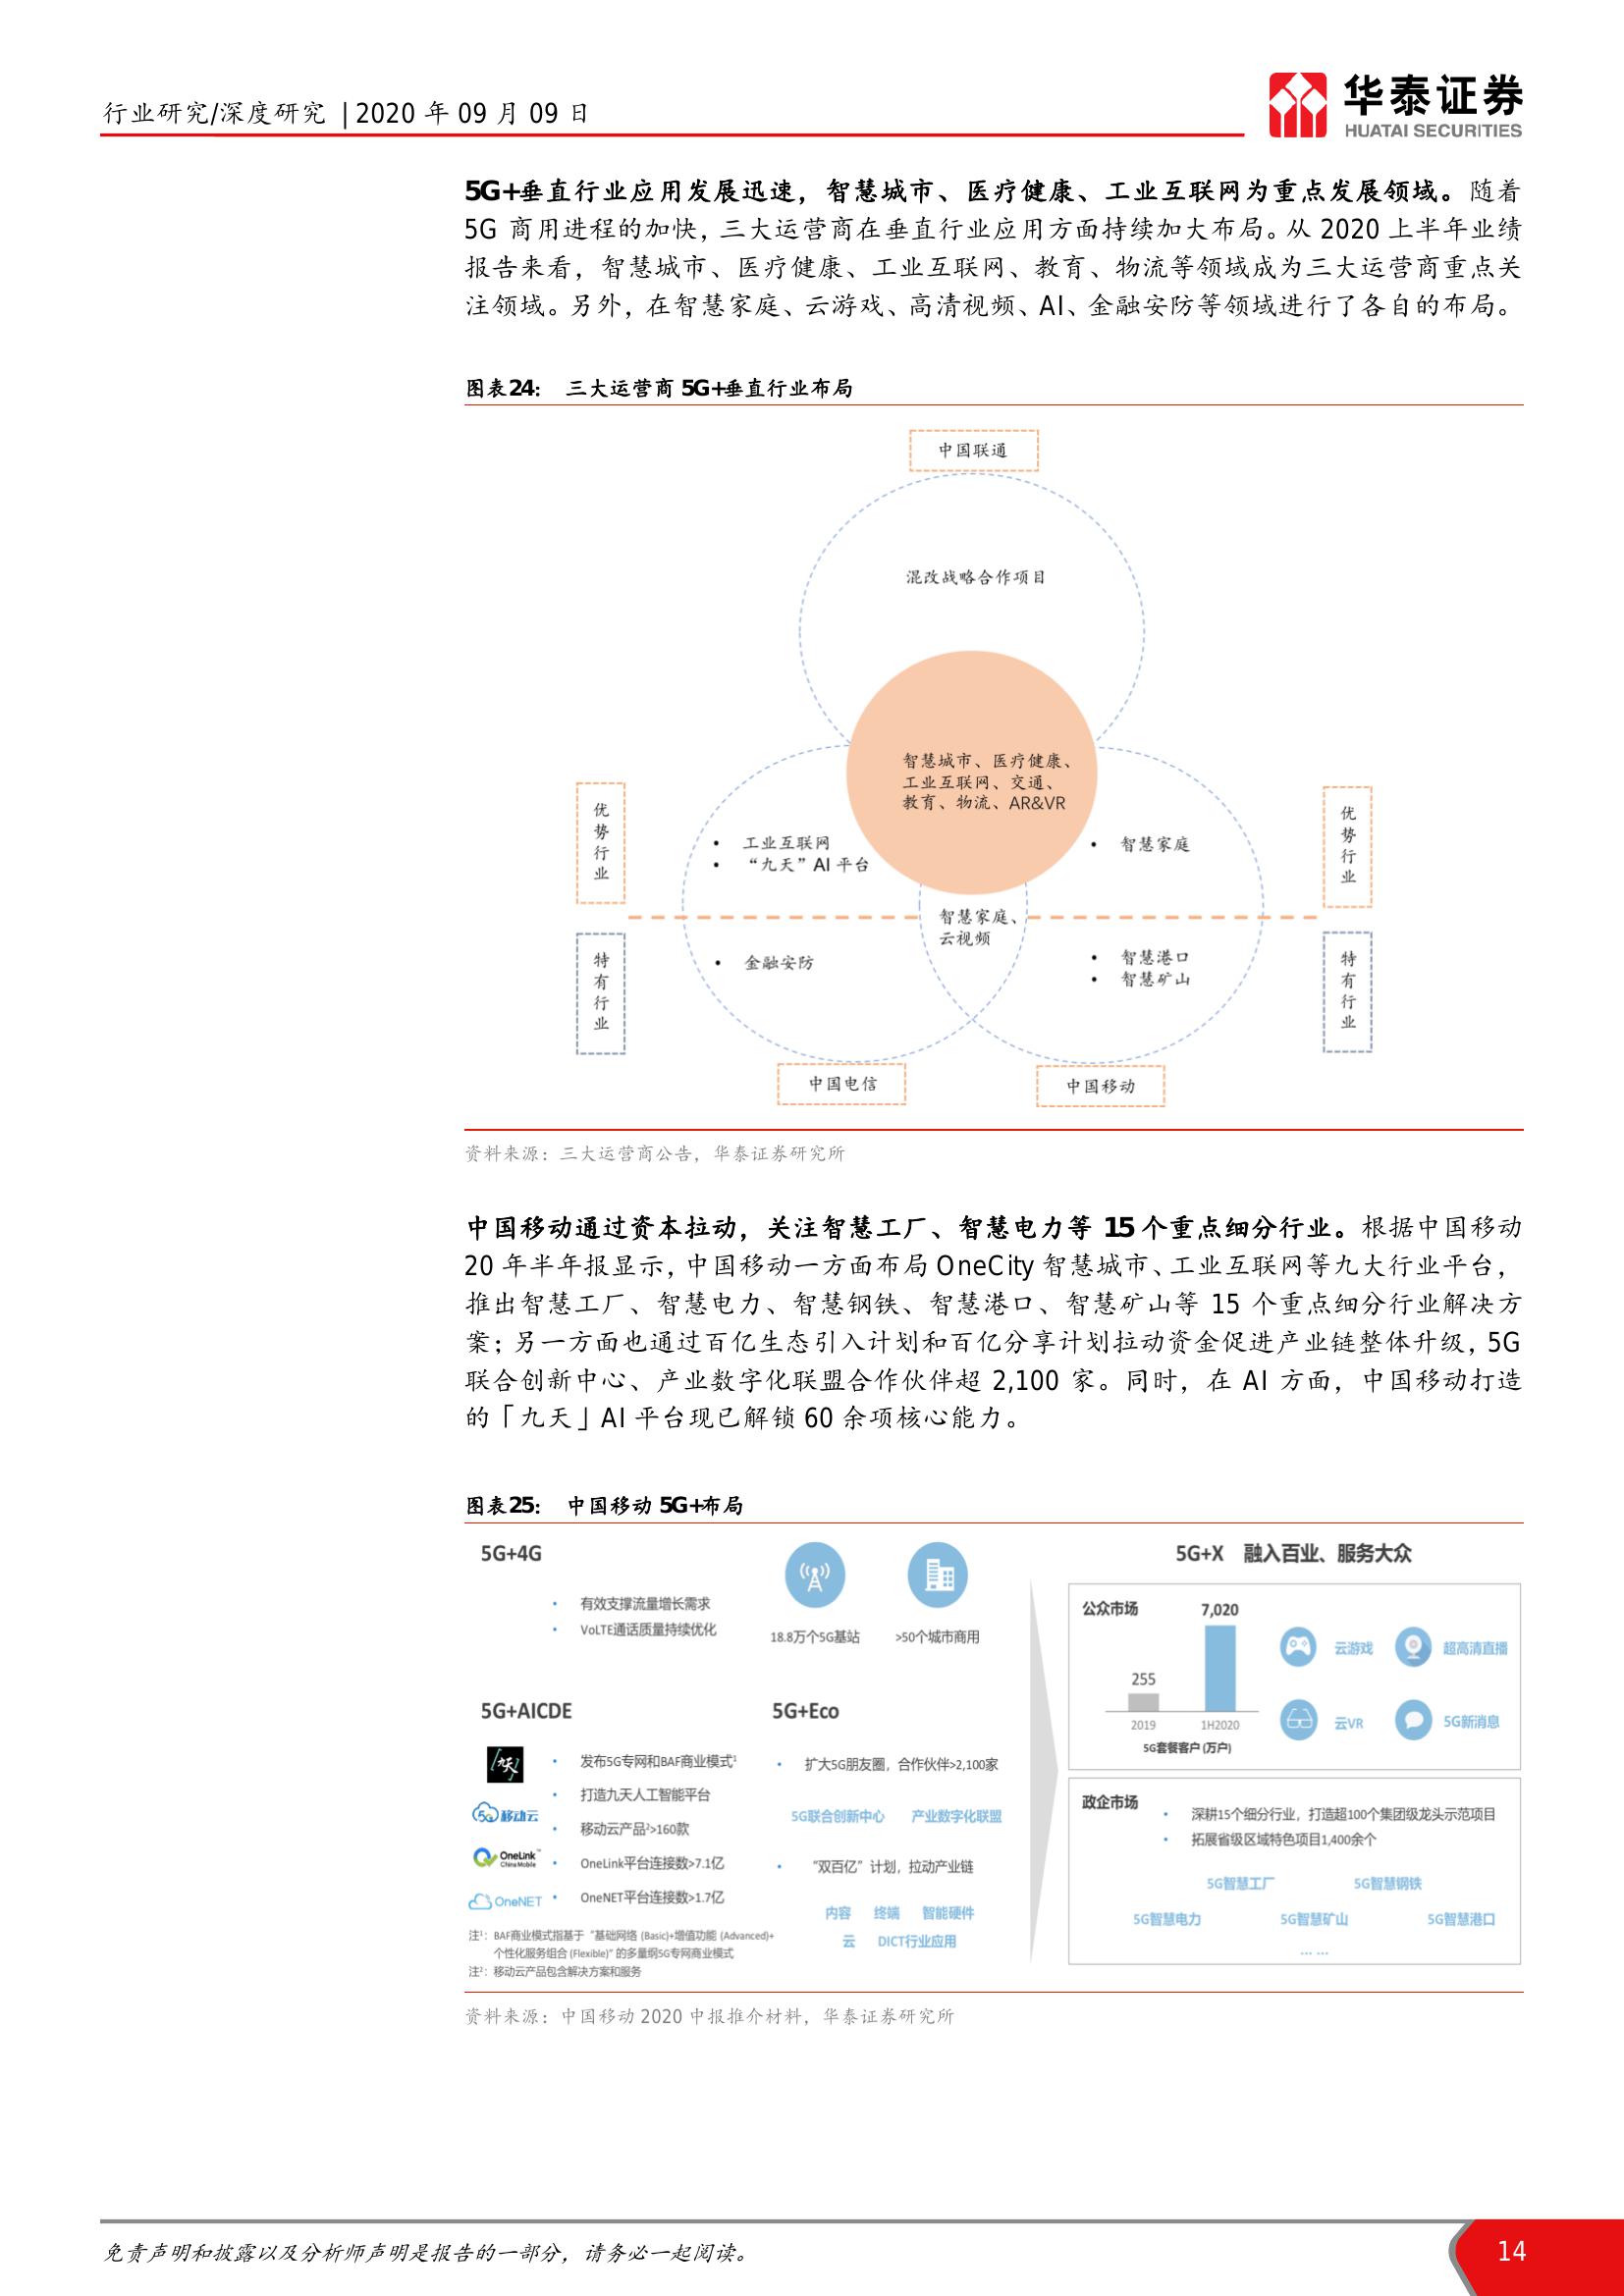 行业研究/深度研究 | 2020 年 09 月 09 日
华泰证券
HUATAI SECURITIES
5G+垂直行业应用发展迅速，智慧城市、医疗健康、工业互联网为重点发展领域。随着
5G 商用进程的加快，三大运营商在垂直行业应用方面持续加大布局。从 2020 上半年业绩
报告来看，智慧城市、医疗健康、工业互联网、教育、物流等领域成为三大运营商重点关
注领域。另外，在智慧家庭、云游戏、高清视频、AI、金融安防等领域进行了各自的布局。
图表24： 三大运营商 5G+垂直行业布局
中国联通
混改战略合作项目
智慧城市、医疗健康、
工业互联网、交通、
教育、物流、AR&VR
优势行业
• 工业互联网
• “九天”AI 平台
• 智慧家庭
优势行业
智慧家庭、
云视频
特有行业
• 金融安防
• 智慧港口
• 智慧矿山
特有行业
中国电信
中国移动
资料来源：三大运营商公告，华泰证券研究所
中国移动通过资本拉动，关注智慧工厂、智慧电力等 15 个重点细分行业。根据中国移动
20 年半年报显示，中国移动一方面布局 OneCity 智慧城市、工业互联网等九大行业平台，
推出智慧工厂、智慧电力、智慧钢铁、智慧港口、智慧矿山等 15 个重点细分行业解决方
案；另一方面也通过百亿生态引入计划和百亿分享计划拉动资金促进产业链整体升级，5G
联合创新中心、产业数字化联盟合作伙伴超 2,100 家。同时，在 AI 方面，中国移动打造
的「九天」AI 平台现已解锁 60 余项核心能力。
图表25： 中国移动 5G+布局
5G+4G
• 有效支撑流量增长需求
• VoLTE通话质量持续优化
18.8万个5G基站
>50个城市商用
5G+AICDE
九天
移动云
OneLink
China Mobile
OneNET
• 发布5G专网和BAF商业模式¹
• 打造九天人工智能平台
• 移动云产品²>160款
• OneLink平台连接数>7.1亿
• OneNET平台连接数>1.7亿
5G+Eco
• 扩大5G朋友圈，合作伙伴>2,100家
5G联合创新中心 产业数字化联盟
• “双百亿”计划，拉动产业链
内容 终端 智能硬件
云 DICT行业应用
注¹：BAF商业模式指基于“基础网络 (Basic)+增值功能 (Advanced)+
个性化服务组合 (Flexible)”的多量纲5G专网商业模式
注²：移动云产品包含解决方案和服务
5G+X 融入百业、服务大众
公众市场
7,020
255
2019 1H2020
5G套餐客户 (万户)
云游戏 超高清直播
云VR 5G新消息
政企市场
• 深耕15个细分行业，打造超100个集团级龙头示范项目
• 拓展省级区域特色项目1,400余个
5G智慧工厂 5G智慧钢铁
5G智慧电力 5G智慧矿山 5G智慧港口
... ...
资料来源：中国移动 2020 中报推介材料，华泰证券研究所
免责声明和披露以及分析师声明是报告的一部分，请务必一起阅读。
14